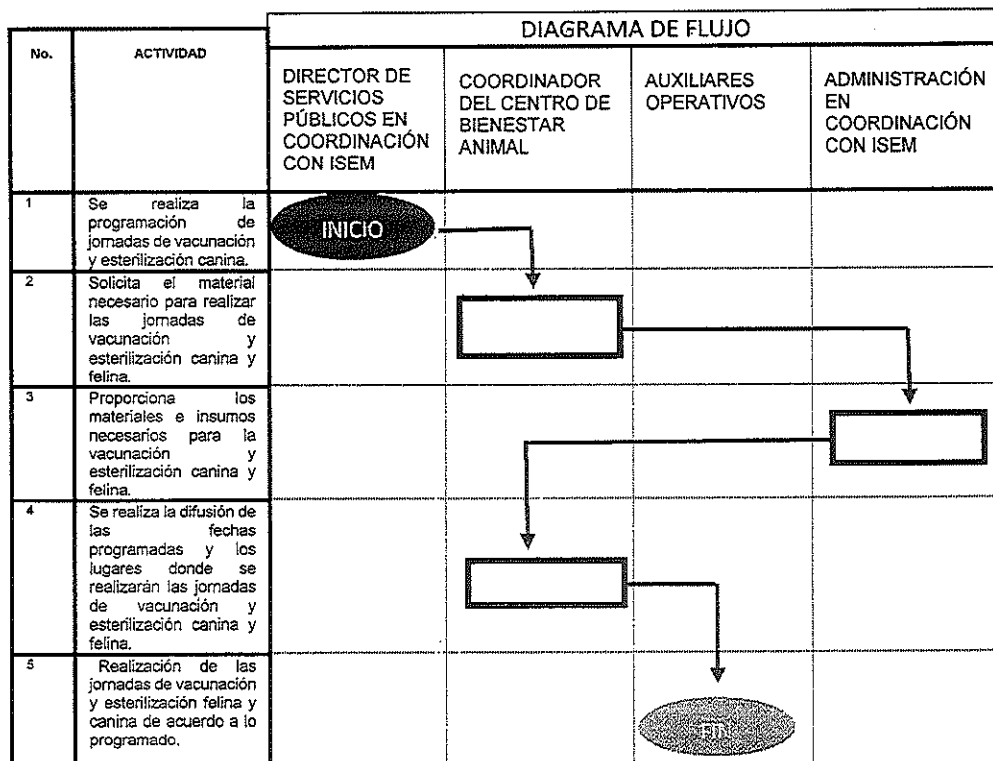 DIAGRAMA DE FLUJO
No.
ACTIVIDAD
DIRECTOR DE
SERVICIOS
PÚBLICOS EN
COORDINACIÓN
CON ISEM
COORDINADOR
DEL CENTRO DE
BIENESTAR
ANIMAL
AUXILIARES
OPERATIVOS
ADMINISTRACIÓN
EN
COORDINACIÓN
CON ISEM
1
Se realiza la
programación de
jornadas de vacunación
y esterilización canina.
INICIO
2
Solicita el material
necesario para realizar
las jornadas de
vacunación y
esterilización canina y
felina.
3
Proporciona los
materiales e insumos
necesarios para la
vacunación y
esterilización canina y
felina.
4
Se realiza la difusión de
las fechas
programadas y los
lugares donde se
realizarán las jornadas
de vacunación y
esterilización canina y
felina.
5
Realización de las
jornadas de vacunación
y esterilización felina y
canina de acuerdo a lo
programado.
FIN